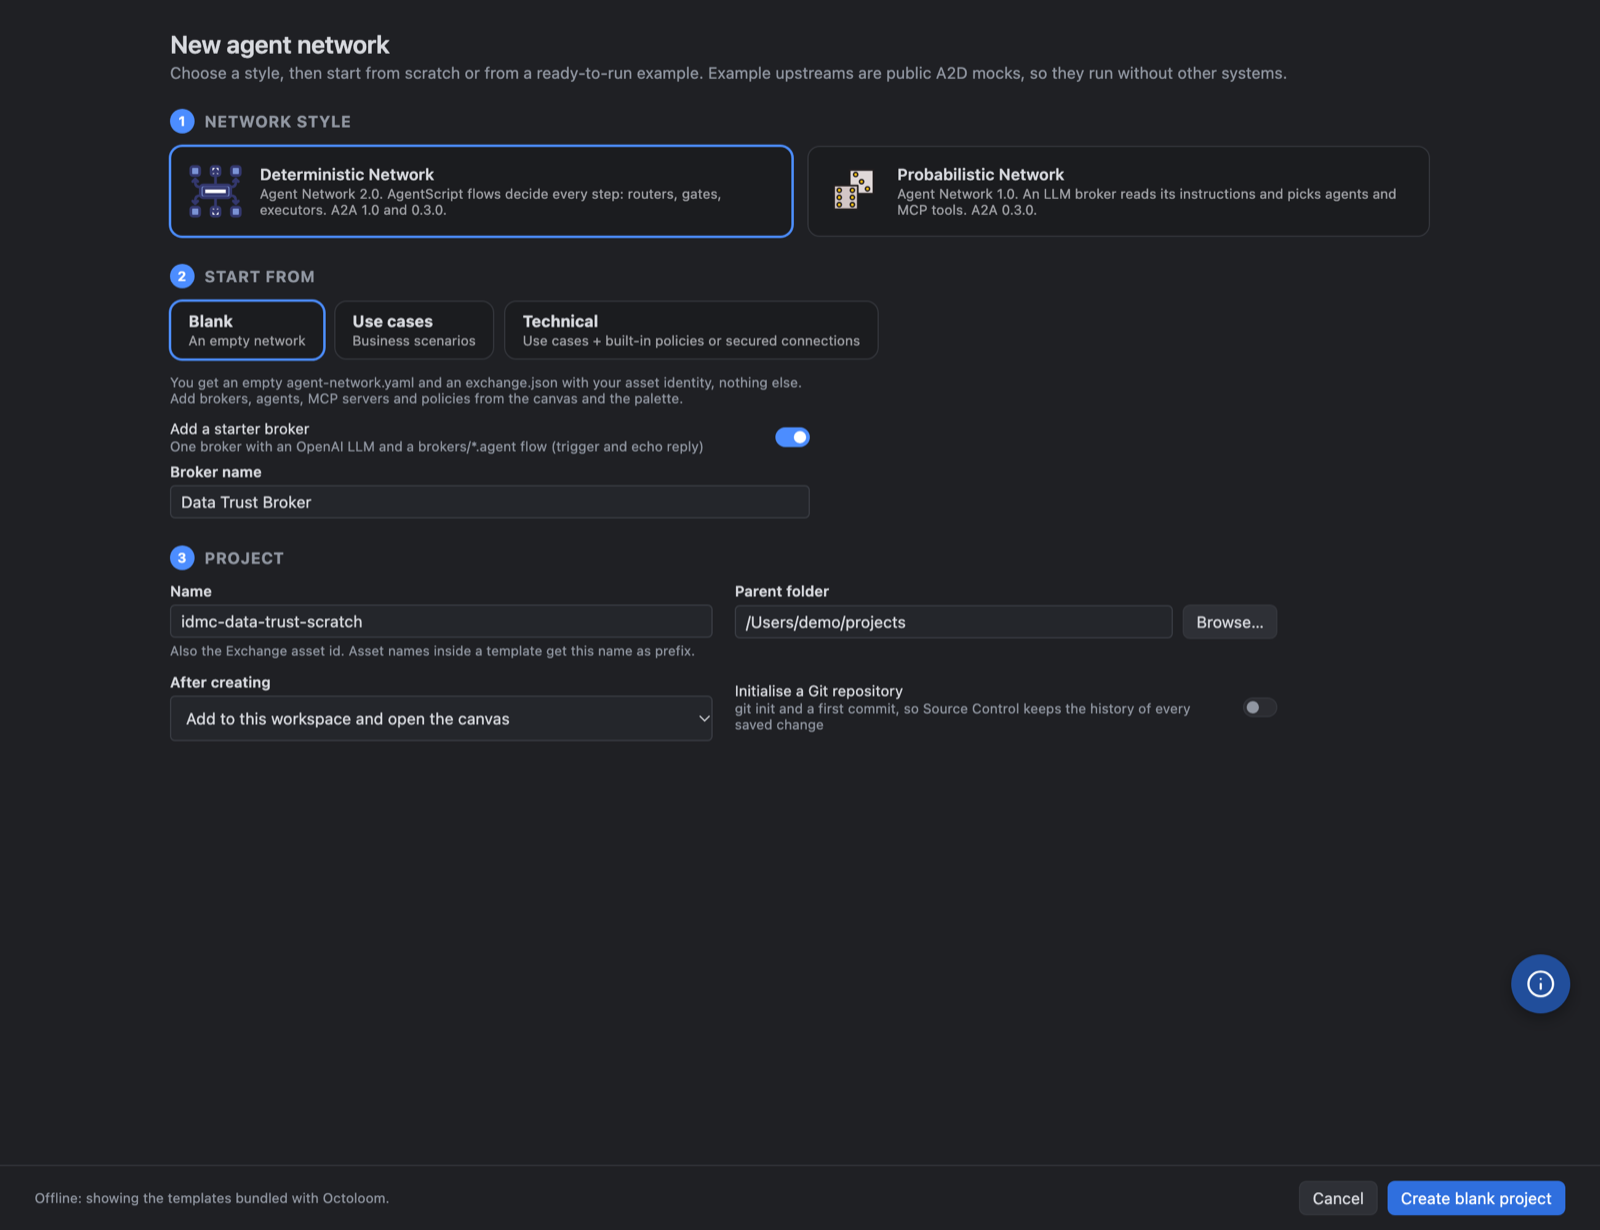 New agent network
Choose a style, then start from scratch or from a ready-to-run example. Example upstreams are public A2D mocks, so they run without other systems.
1 NETWORK STYLE
Deterministic Network
Agent Network 2.0. AgentScript flows decide every step: routers, gates,
executors. A2A 1.0 and 0.3.0.
Probabilistic Network
Agent Network 1.0. An LLM broker reads its instructions and picks agents and
MCP tools. A2A 0.3.0.
2 START FROM
Blank
An empty network
Use cases
Business scenarios
Technical
Use cases + built-in policies or secured connections
You get an empty agent-network.yaml and an exchange.json with your asset identity, nothing else.
Add brokers, agents, MCP servers and policies from the canvas and the palette.
Add a starter broker
One broker with an OpenAI LLM and a brokers/*.agent flow (trigger and echo reply)
Broker name
Data Trust Broker
3 PROJECT
Name
idmc-data-trust-scratch
Also the Exchange asset id. Asset names inside a template get this name as prefix.
Parent folder
/Users/demo/projects
Browse...
After creating
Add to this workspace and open the canvas
Initialise a Git repository
git init and a first commit, so Source Control keeps the history of every
saved change
Offline: showing the templates bundled with Octoloom.
Cancel
Create blank project